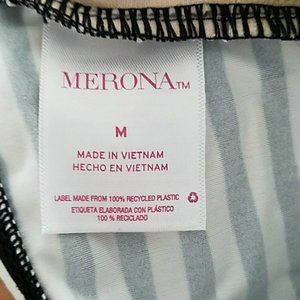 MERONA™
M
MADE IN VIETNAM
HECHO EN VIETNAM
LABEL MADE FROM 100% RECYCLED PLASTIC
ETIQUETA ELABORADA CON PLÁSTICO
100 % RECICLADO